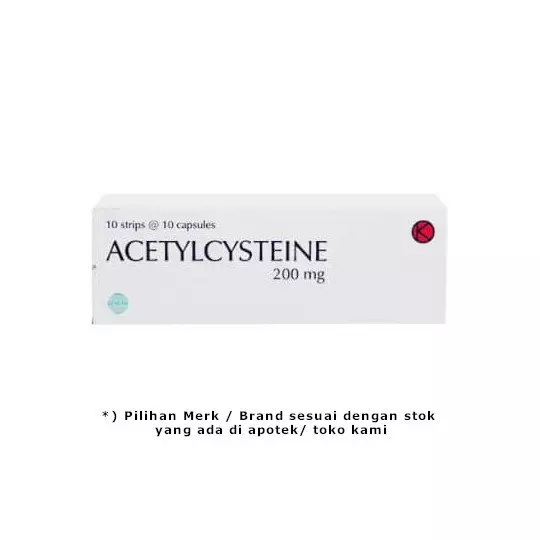 10 strips @ 10 capsules
K
ACETYLCYSTEINE
200 mg
*) Pilihan Merk / Brand sesuai dengan stok
yang ada di apotek/ toko kami